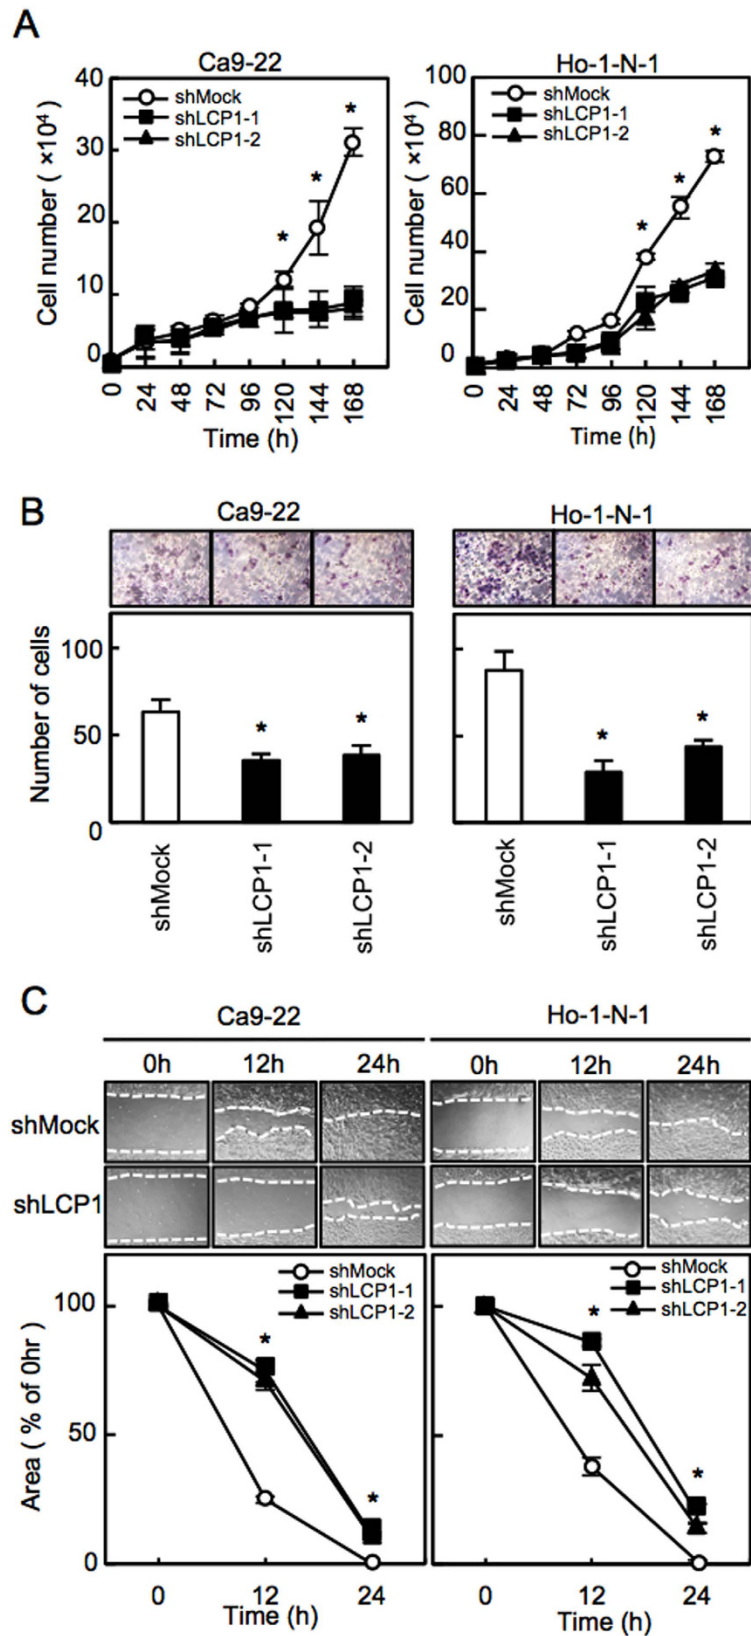 A
Ca9-22
Ho-1-N-1
Cell number ( ×10⁴)
40
30
20
10
0
shMock
shLCP1-1
shLCP1-2
* * *
0 24 48 72 96 120 144 168
Time (h)
Cell number ( ×10⁴)
100
80
60
40
20
0
shMock
shLCP1-1
shLCP1-2
* * *
0 24 48 72 96 120 144 168
Time (h)
B
Ca9-22
Ho-1-N-1
Number of cells
100
50
0
* *
* *
shMock
shLCP1-1
shLCP1-2
shMock
shLCP1-1
shLCP1-2
C
Ca9-22
Ho-1-N-1
0h 12h 24h
0h 12h 24h
shMock
shLCP1
Area ( % of 0hr)
100
50
0
shMock
shLCP1-1
shLCP1-2
* *
0 12 24
Time (h)
shMock
shLCP1-1
shLCP1-2
* *
0 12 24
Time (h)